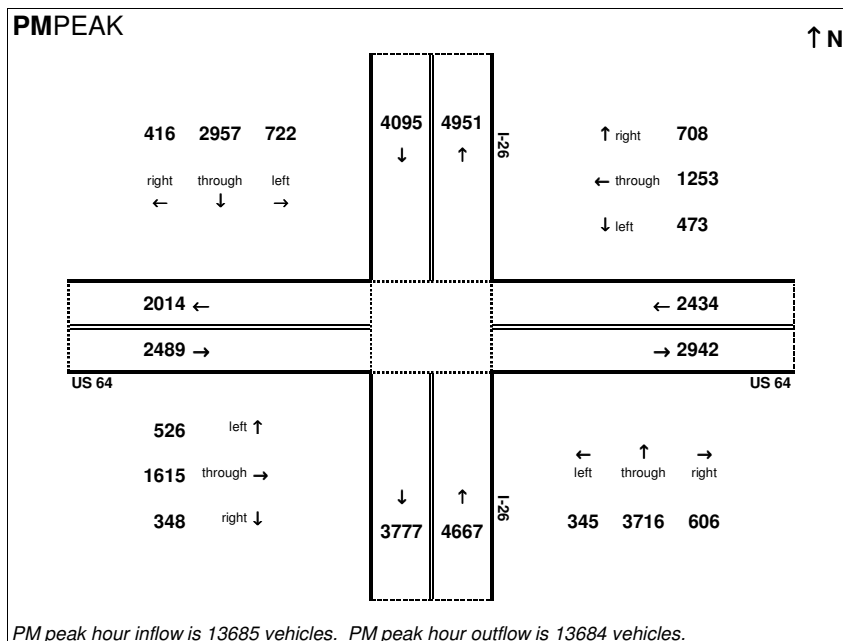 PMPEAK
↑ N
416 2957 722
right through left
← ↓ →
4095 4951
↓ ↑
I-26
↑ right 708
← through 1253
↓ left 473
2014 ←
2489 →
← 2434
→ 2942
US 64
US 64
526 left ↑
1615 through →
348 right ↓
↓ ↑
3777 4667
I-26
← ↑ →
left through right
345 3716 606
PM peak hour inflow is 13685 vehicles. PM peak hour outflow is 13684 vehicles.